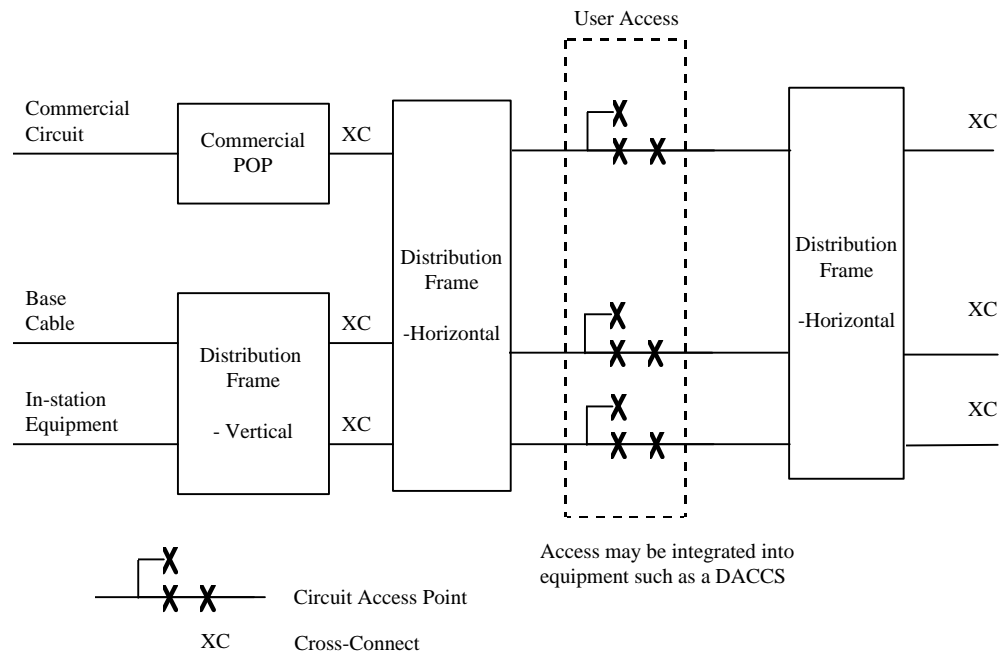 User Access
Commercial
Circuit
Commercial
POP
XC
XC
Distribution
Frame
-Horizontal
Distribution
Frame
-Horizontal
Base
Cable
XC
XC
Distribution
Frame
- Vertical
In-station
Equipment
XC
XC
Access may be integrated into
equipment such as a DACCS
Circuit Access Point
XC
Cross-Connect